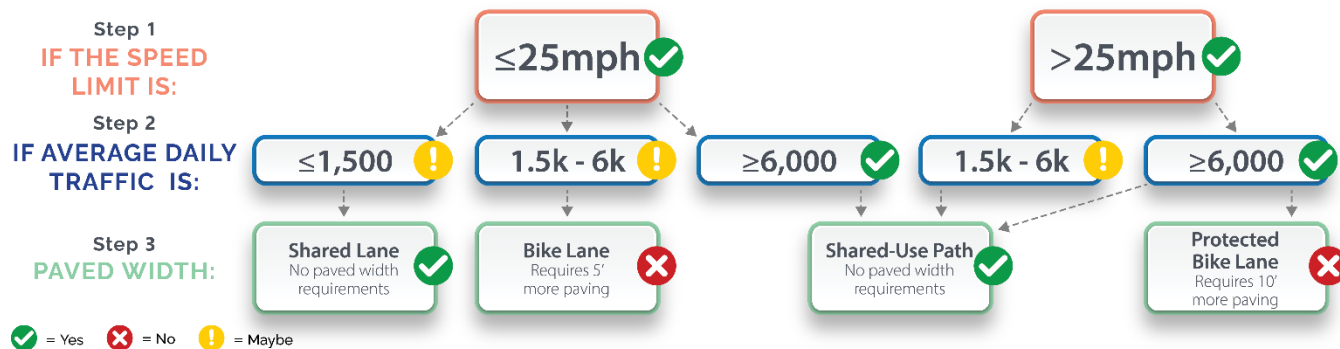 Step 1
IF THE SPEED
LIMIT IS:
≤25mph
>25mph
Step 2
IF AVERAGE DAILY
TRAFFIC IS:
≤1,500
1.5k - 6k
≥6,000
1.5k - 6k
≥6,000
Step 3
PAVED WIDTH:
Shared Lane
No paved width
requirements
Bike Lane
Requires 5'
more paving
Shared-Use Path
No paved width
requirements
Protected
Bike Lane
Requires 10'
more paving
= Yes
= No
! = Maybe